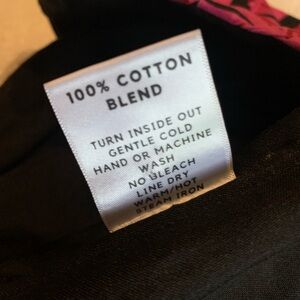 100% COTTON
BLEND
TURN INSIDE OUT
GENTLE COLD
HAND OR MACHINE
WASH
NO BLEACH
LINE DRY
WARM/HOT
STEAM IRON